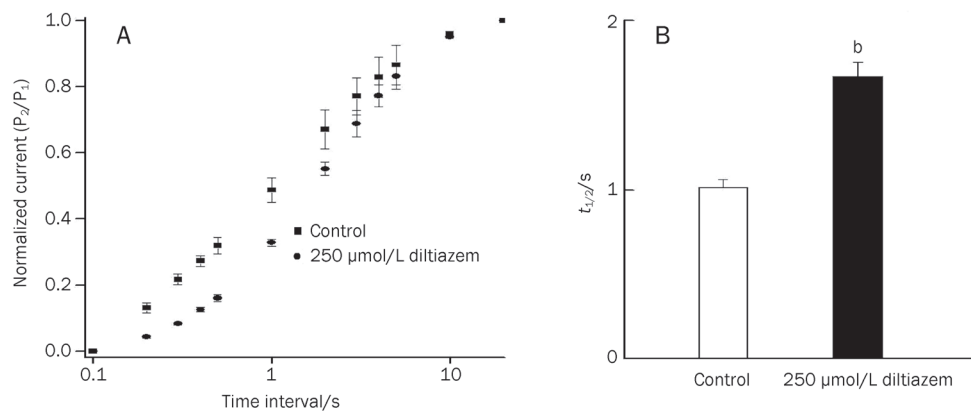 A
Normalized current (P₂/P₁)
1.0
0.8
0.6
0.4
0.2
0.0
Control
250 µmol/L diltiazem
0.1
1
10
Time interval/s
B
b
t₁/₂/s
2
1
0
Control
250 µmol/L diltiazem